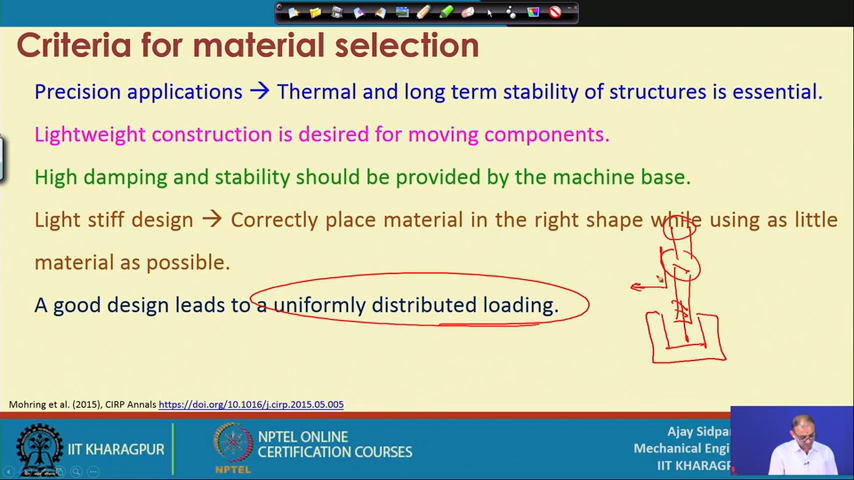 Criteria for material selection
Precision applications → Thermal and long term stability of structures is essential.
Lightweight construction is desired for moving components.
High damping and stability should be provided by the machine base.
Light stiff design → Correctly place material in the right shape while using as little
material as possible.
A good design leads to a uniformly distributed loading.
Mohring et al. (2015), CIRP Annals https://doi.org/10.1016/j.cirp.2015.05.005
IIT KHARAGPUR
NPTEL
NPTEL ONLINE
CERTIFICATION COURSES
Ajay Sidpar
Mechanical Engi
IIT KHARAG